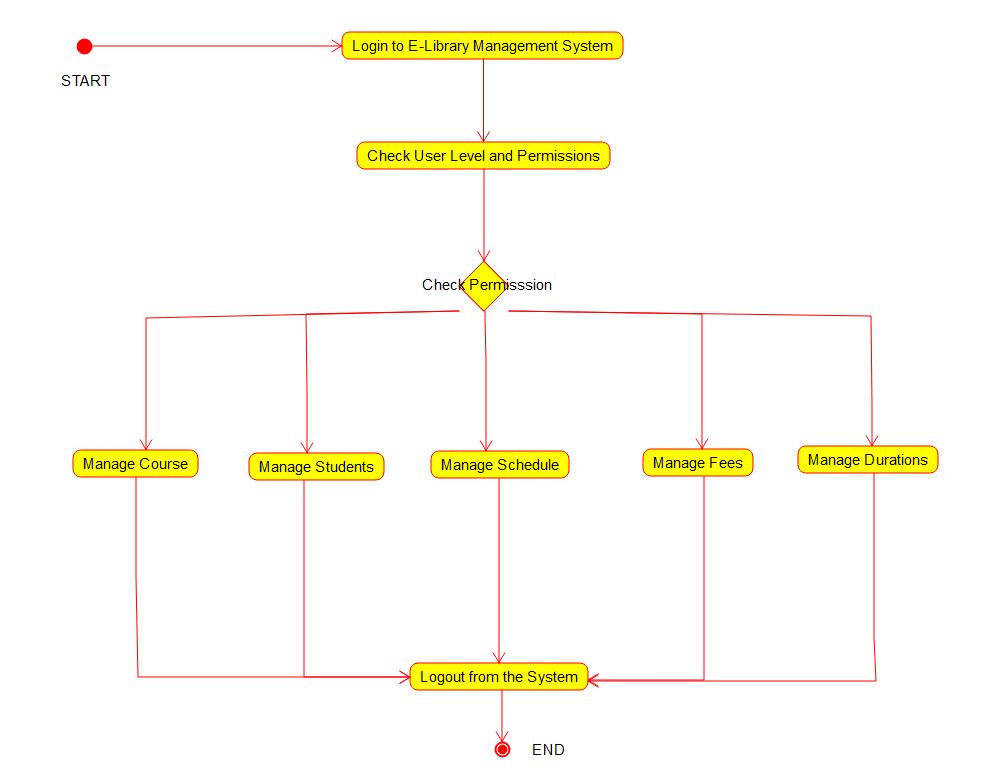 Login to E-Library Management System
START
Check User Level and Permissions
Check Permisssion
Manage Course
Manage Students
Manage Schedule
Manage Fees
Manage Durations
Logout from the System
END